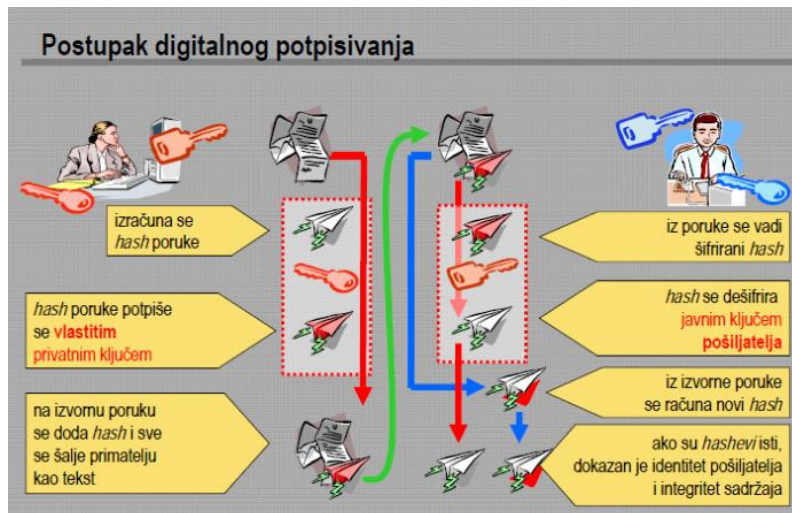 Postupak digitalnog potpisivanja
izračuna se
hash poruke
hash poruke potpiše
se vlastitim
privatnim ključem
na izvornu poruku
se doda hash i sve
se šalje primatelju
kao tekst
iz poruke se vadi
šifrirani hash
hash se dešifrira
javnim ključem
pošiljatelja
iz izvorne poruke
se računa novi hash
ako su hashevi isti,
dokazan je identitet pošiljatelja
i integritet sadržaja